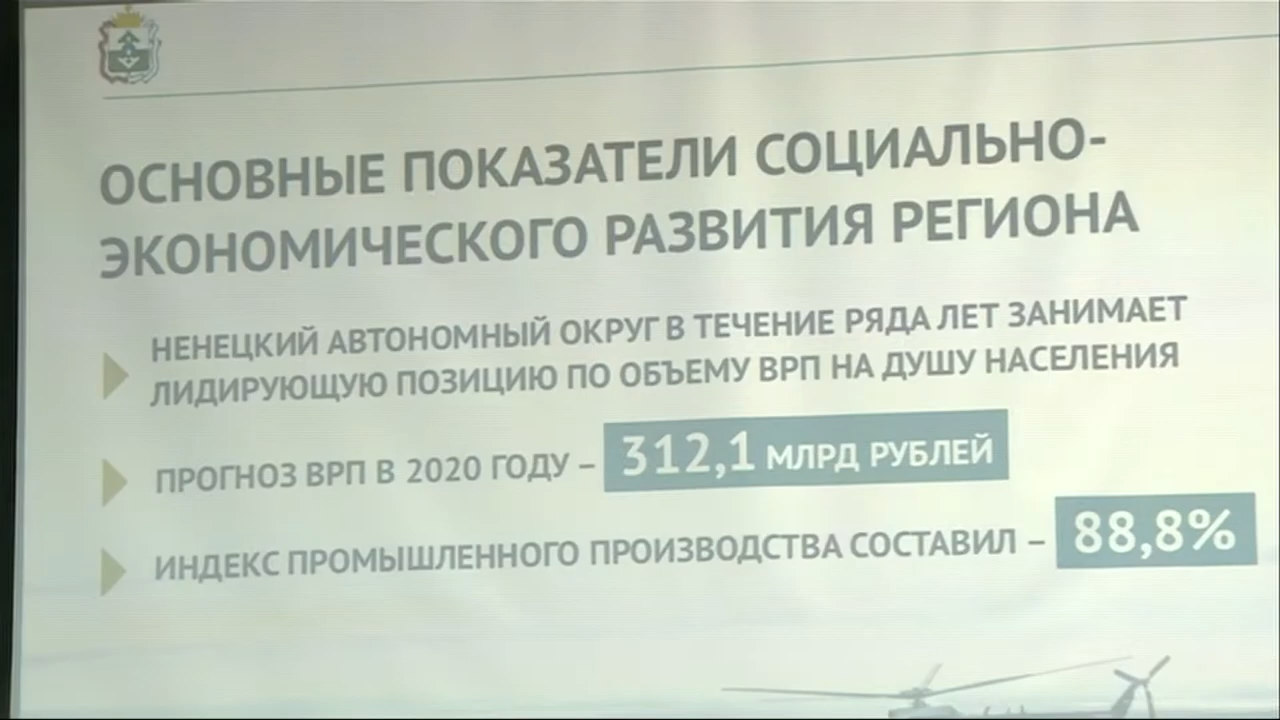 ОСНОВНЫЕ ПОКАЗАТЕЛИ СОЦИАЛЬНО-
ЭКОНОМИЧЕСКОГО РАЗВИТИЯ РЕГИОНА
НЕНЕЦКИЙ АВТОНОМНЫЙ ОКРУГ В ТЕЧЕНИЕ РЯДА ЛЕТ ЗАНИМАЕТ
ЛИДИРУЮЩУЮ ПОЗИЦИЮ ПО ОБЪЕМУ ВРП НА ДУШУ НАСЕЛЕНИЯ
ПРОГНОЗ ВРП В 2020 ГОДУ – 312,1 МЛРД РУБЛЕЙ
ИНДЕКС ПРОМЫШЛЕННОГО ПРОИЗВОДСТВА СОСТАВИЛ – 88,8%